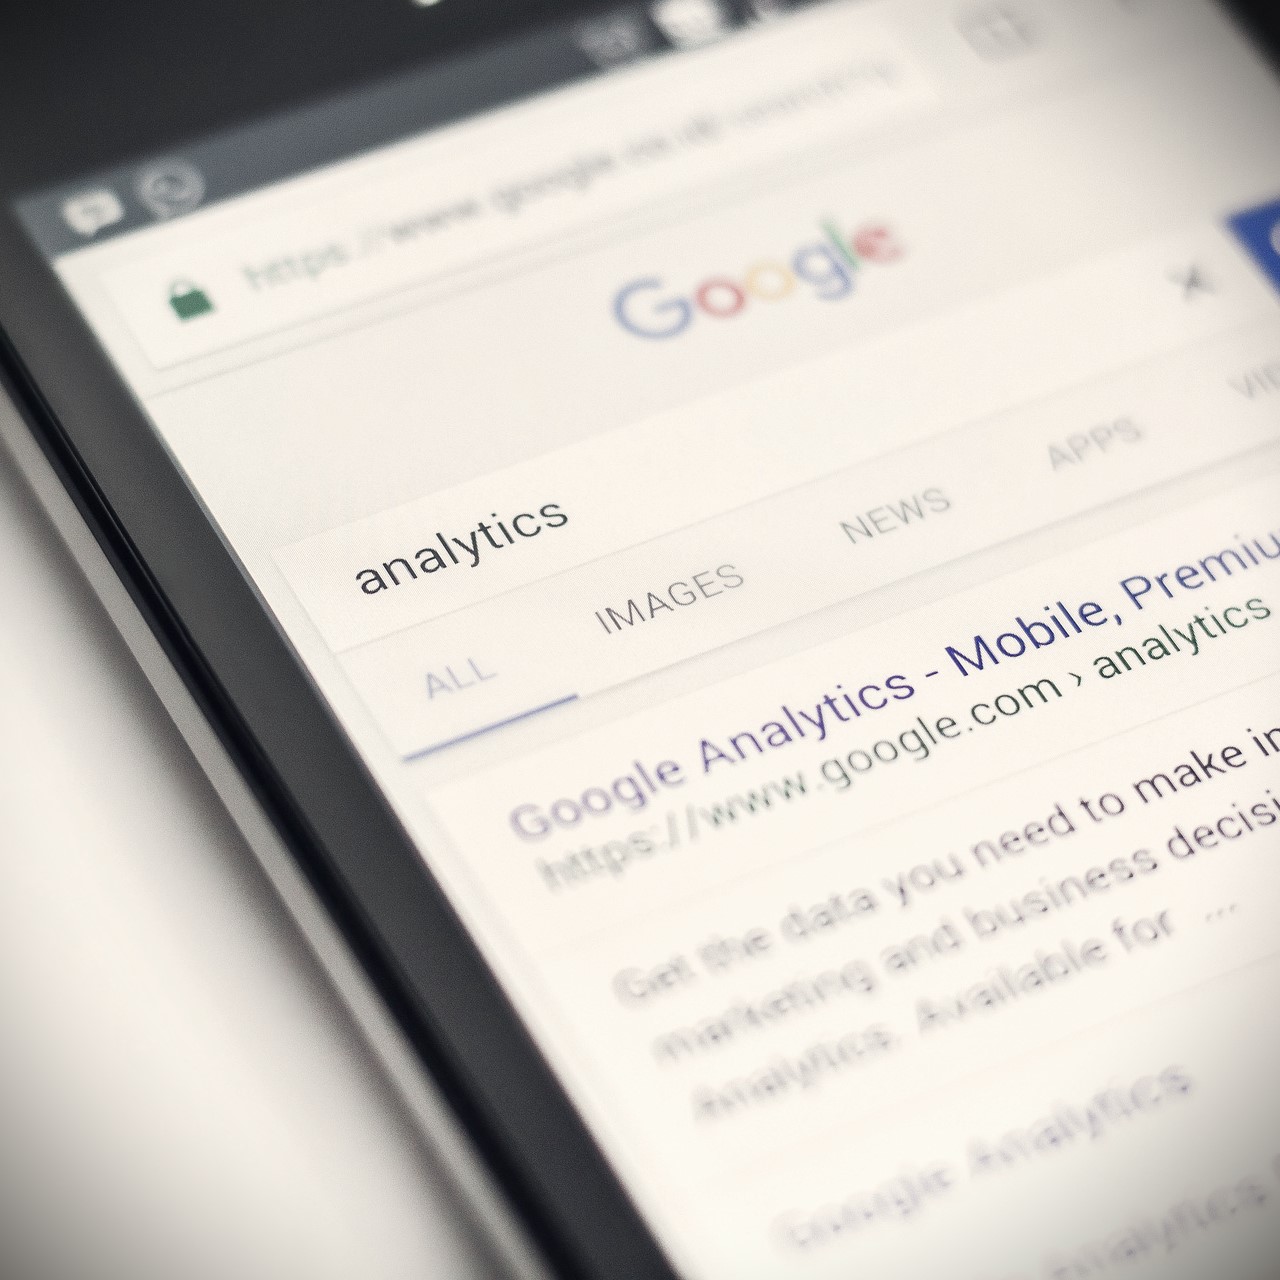 https://www.google.co.uk
Google
analytics
ALL IMAGES NEWS APPS
Google Analytics - Mobile, Premiu
https://www.google.com › analytics
Get the data you need to make in
marketing and business decisi
Analytics. Available for ...
Google Analytics
Analytics